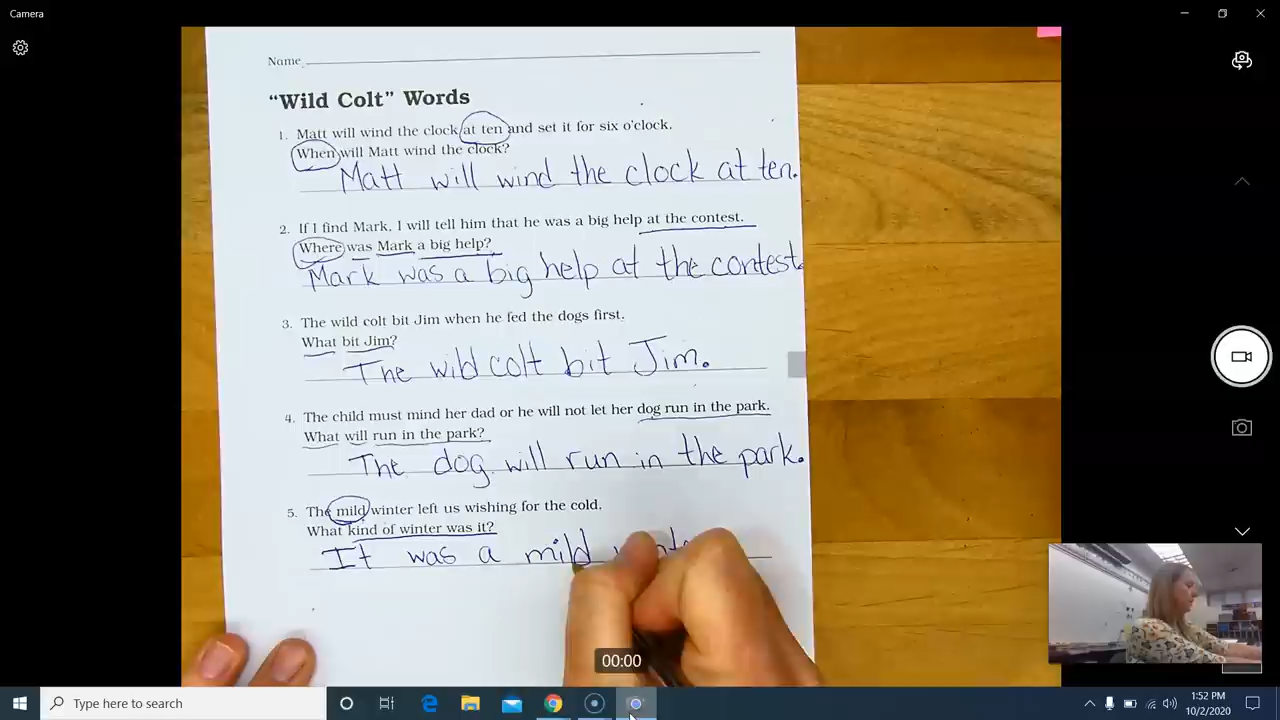 Camera
Name
"Wild Colt" Words
1. Matt will wind the clock at ten and set it for six o'clock.
When will Matt wind the clock?
Matt will wind the clock at ten.
2. If I find Mark, I will tell him that he was a big help at the contest.
Where was Mark a big help?
Mark was a big help at the contest.
3. The wild colt bit Jim when he fed the dogs first.
What bit Jim?
The wild colt bit Jim.
4. The child must mind her dad or he will not let her dog run in the park.
What will run in the park?
The dog will run in the park.
5. The mild winter left us wishing for the cold.
What kind of winter was it?
It was a mild
00:00
Type here to search
1:52 PM
10/2/2020